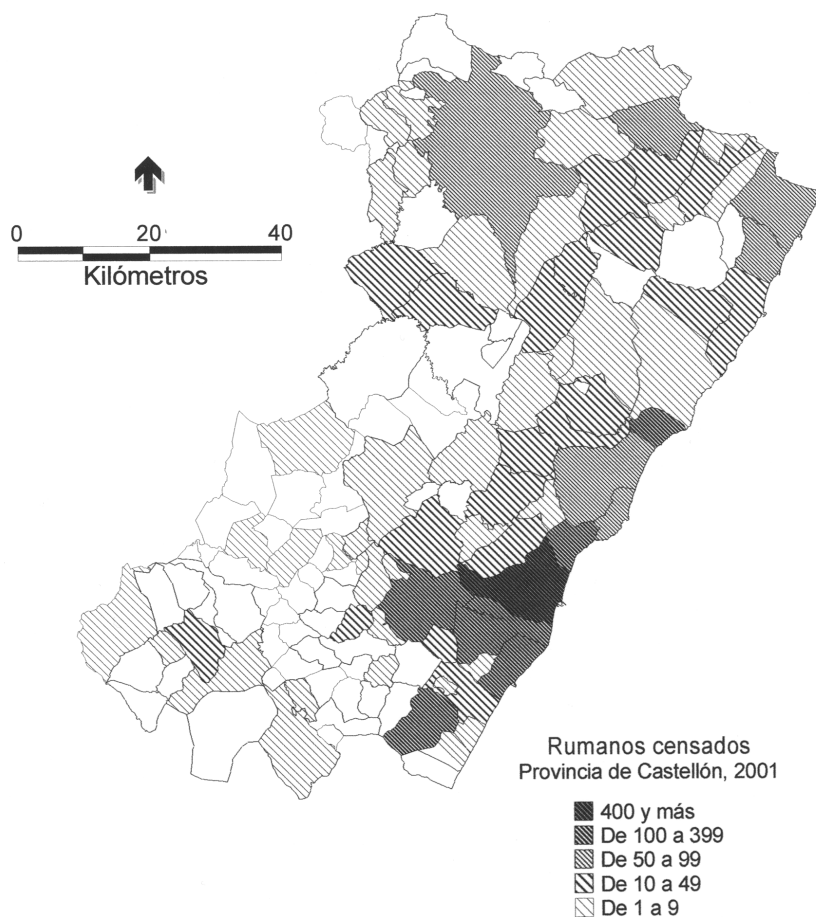 0 20 40
Kilómetros
Rumanos censados
Provincia de Castellón, 2001
400 y más
De 100 a 399
De 50 a 99
De 10 a 49
De 1 a 9